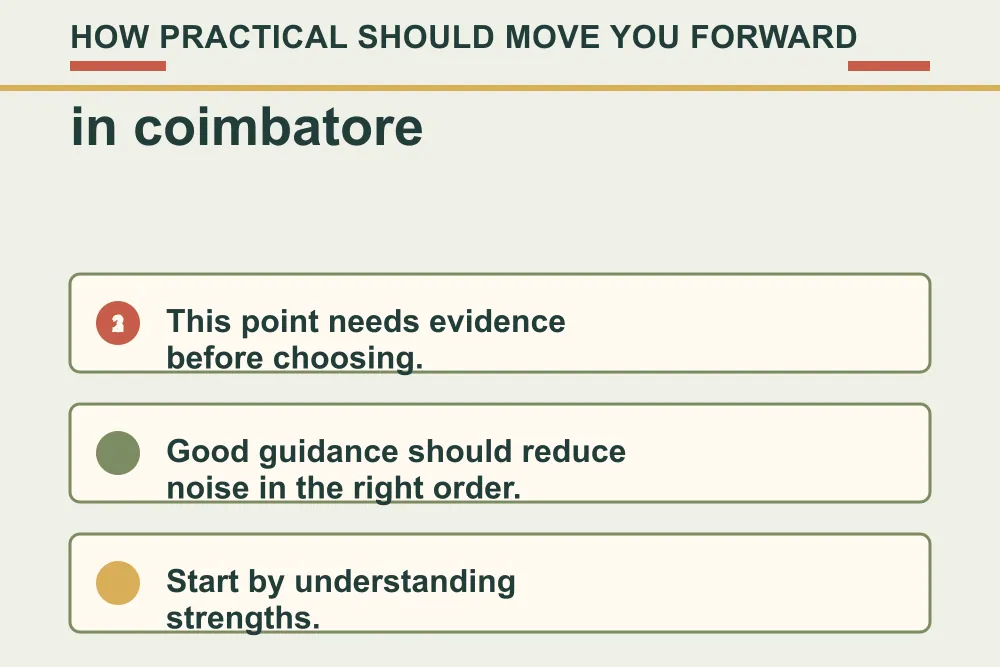 HOW PRACTICAL SHOULD MOVE YOU FORWARD
in coimbatore
This point needs evidence
before choosing.
Good guidance should reduce
noise in the right order.
Start by understanding
strengths.